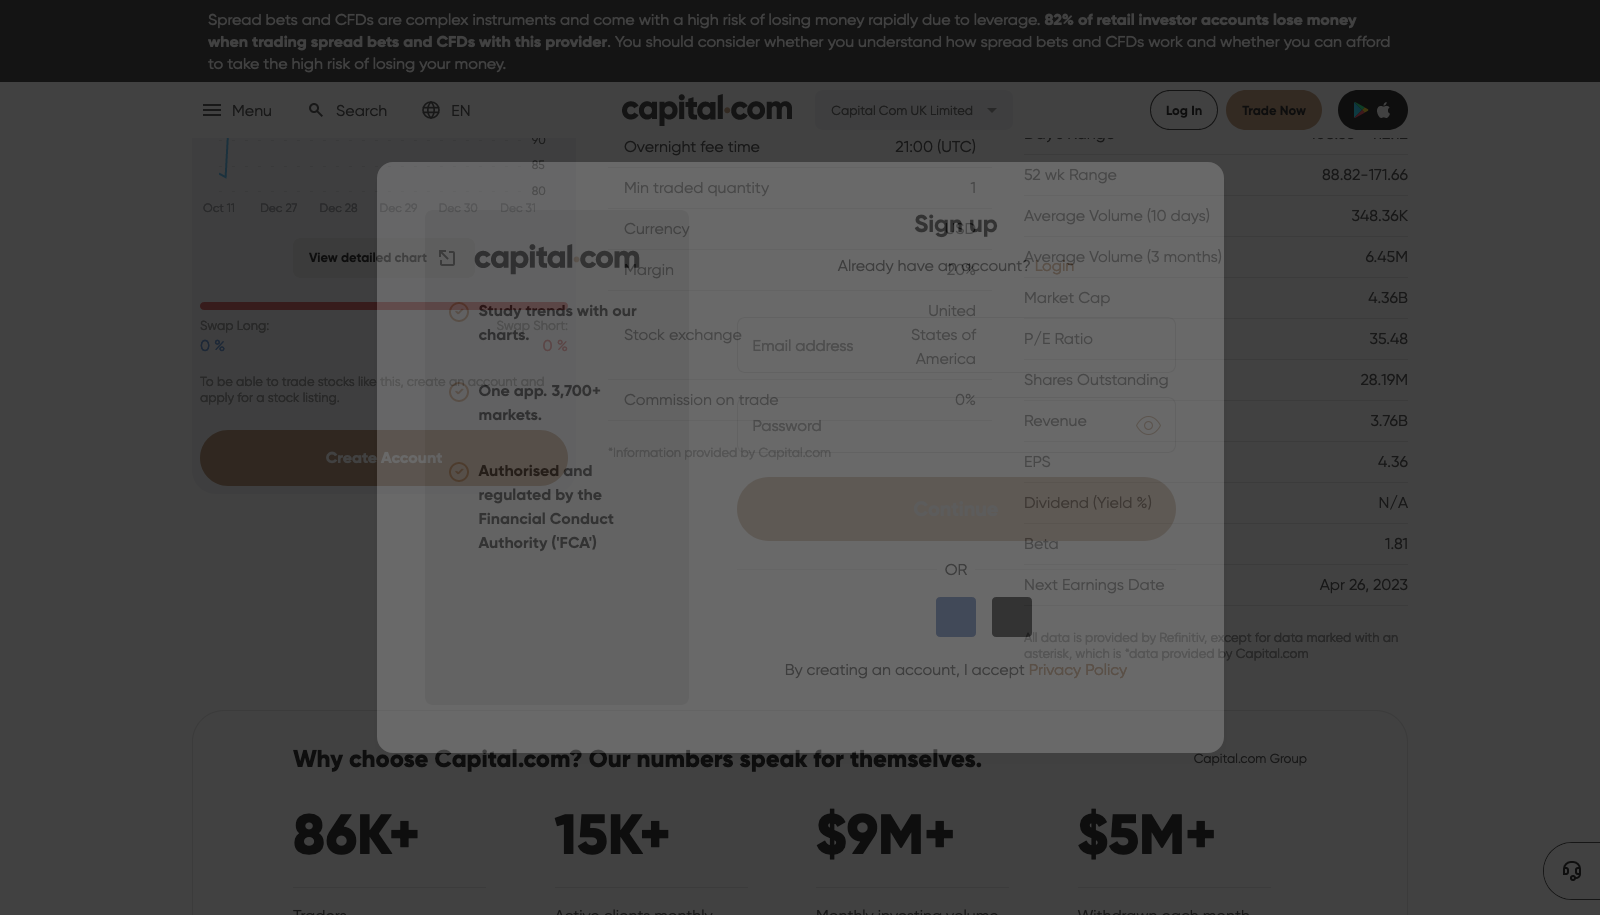 Spread bets and CFDs are complex instruments and come with a high risk of losing money rapidly due to leverage. 82% of retail investor accounts lose money
when trading spread bets and CFDs with this provider. You should consider whether you understand how spread bets and CFDs work and whether you can afford
to take the high risk of losing your money.
Menu
Search
EN
capital.com
Capital Com UK Limited
Log In
Trade Now
90
85
80
Oct 11
Dec 27
Dec 28
Dec 29
Dec 30
Dec 31
View detailed chart
Swap Long:
0 %
Swap Short:
0 %
To be able to trade stocks like this, create an account and
apply for a stock listing.
Create Account
Overnight fee time 21:00 (UTC)
Min traded quantity 1
Currency USD
Margin 20%
Stock exchange United
States of
America
Commission on trade 0%
*Information provided by Capital.com
52 wk Range 88.82-171.66
Average Volume (10 days) 348.36K
Average Volume (3 months) 6.45M
Market Cap 4.36B
P/E Ratio 35.48
Shares Outstanding 28.19M
Revenue 3.76B
EPS 4.36
Dividend (Yield %) N/A
Beta 1.81
Next Earnings Date Apr 26, 2023
All data is provided by Refinitiv, except for data marked with an
asterisk, which is *data provided by Capital.com
capital.com
Study trends with our
charts.
One app. 3,700+
markets.
Authorised and
regulated by the
Financial Conduct
Authority ('FCA')
Sign up
Already have an account? Login
Email address
Password
Continue
OR
By creating an account, I accept Privacy Policy
Why choose Capital.com? Our numbers speak for themselves.
Capital.com Group
86K+
15K+
$9M+
$5M+
Traders
Active clients monthly
Monthly investing volume
Withdrawn each month